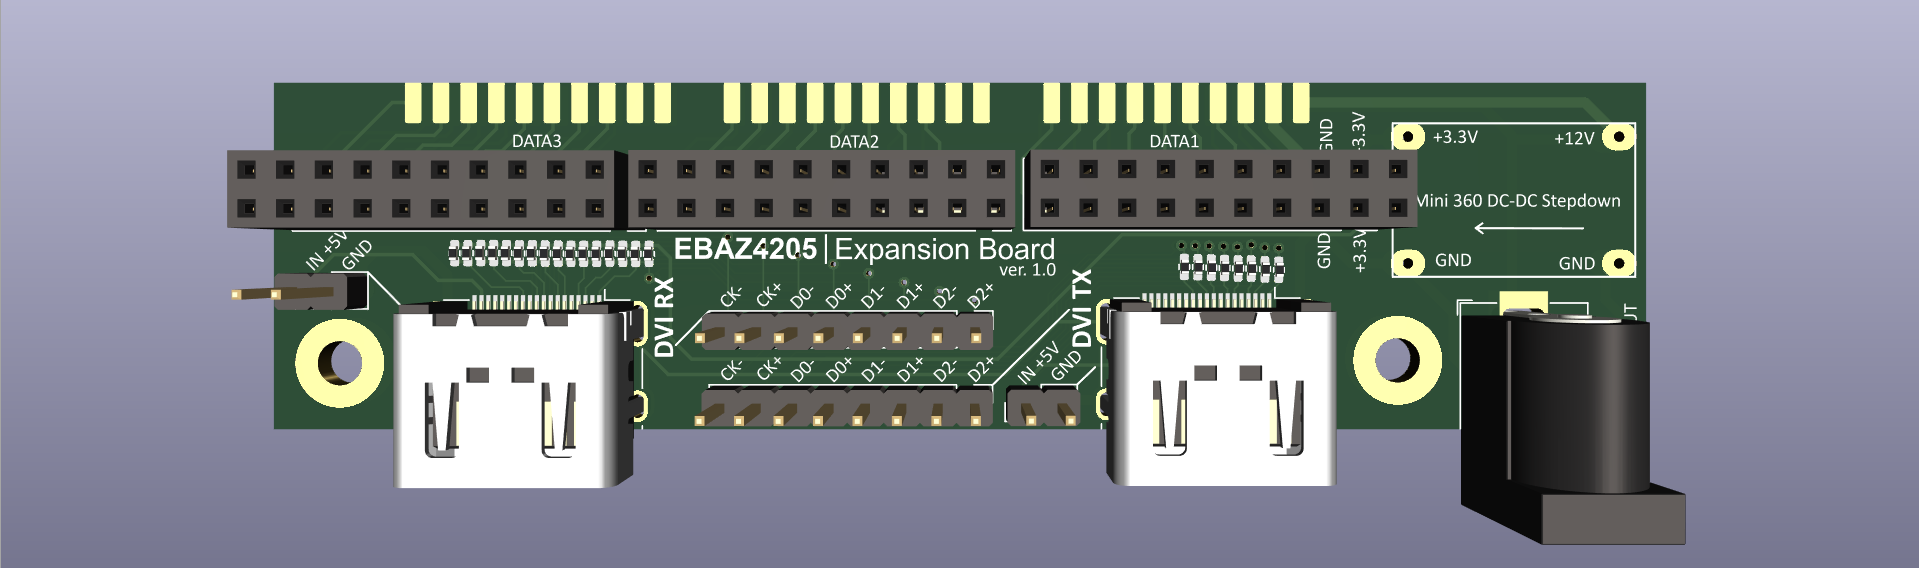 DATA3
DATA2
DATA1
GND
+3.3V
+3.3V
+12V
Mini 360 DC-DC Stepdown
GND
GND
GND
+3.3V
IN +5V
GND
EBAZ4205 | Expansion Board
ver. 1.0
DVI RX
CK-
CK+
D0-
D0+
D1-
D1+
D2-
D2+
DVI TX
CK-
CK+
D0-
D0+
D1-
D1+
D2-
D2+
IN +5V
GND